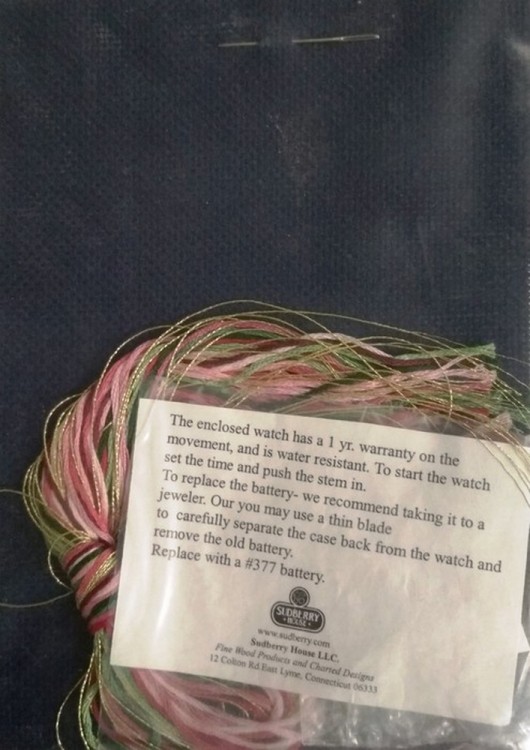 The enclosed watch has a 1 yr. warranty on the
movement, and is water resistant. To start the watch
set the time and push the stem in.
To replace the battery- we recommend taking it to a
jeweler. Our you may use a thin blade
to carefully separate the case back from the watch and
remove the old battery.
Replace with a #377 battery.
SUDBERRY
HOUSE
www.sudberry.com
Sudberry House LLC.
Fine Wood Products and Charted Designs
12 Colton Rd East Lyme, Connecticut 06333